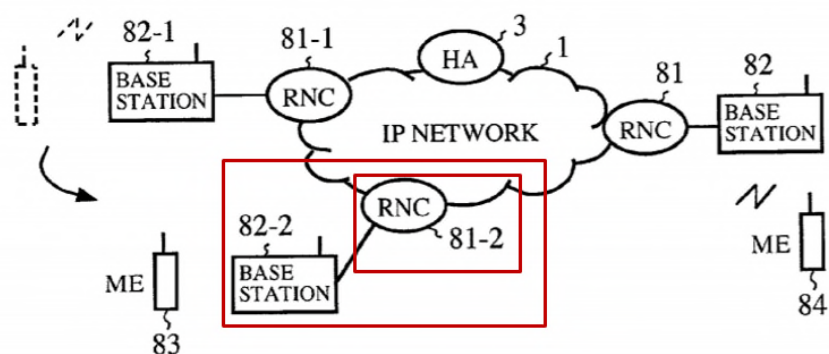 82-1
BASE
STATION
81-1
RNC
3
HA
1
IP NETWORK
81
RNC
82
BASE
STATION
RNC
81-2
82-2
BASE
STATION
ME
83
ME
84